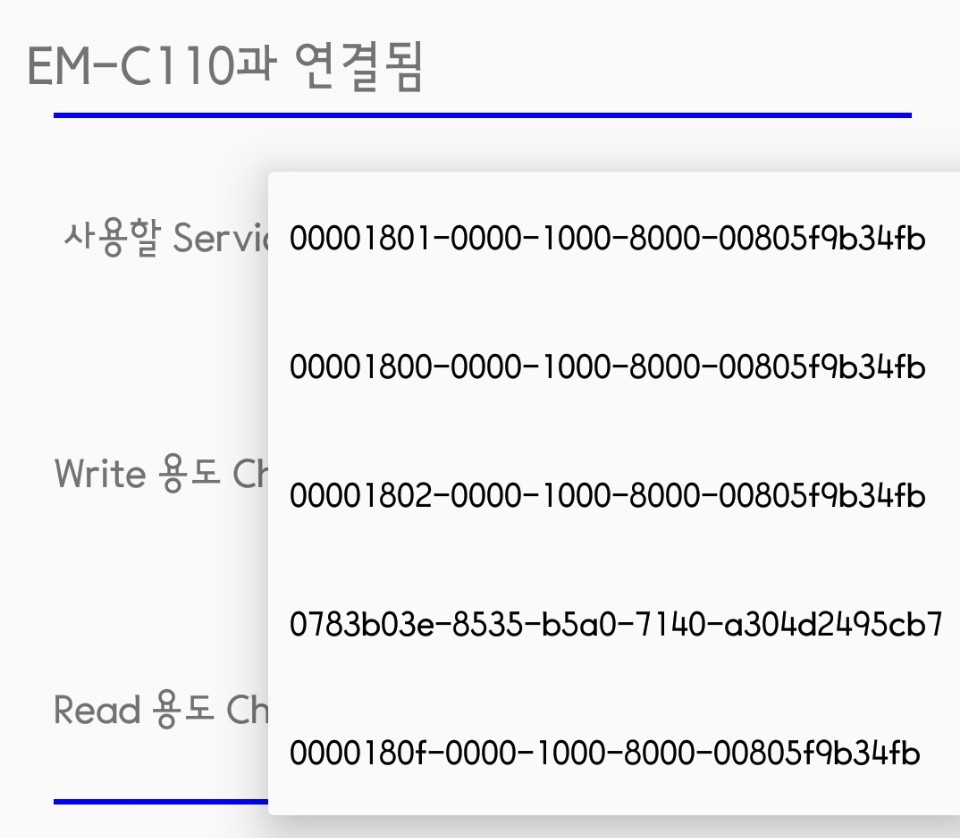 EM-C110과 연결됨
사용할 Servic
00001801-0000-1000-8000-00805f9b34fb
00001800-0000-1000-8000-00805f9b34fb
Write 용도 Ch
00001802-0000-1000-8000-00805f9b34fb
0783b03e-8535-b5a0-7140-a304d2495cb7
Read 용도 Ch
0000180f-0000-1000-8000-00805f9b34fb